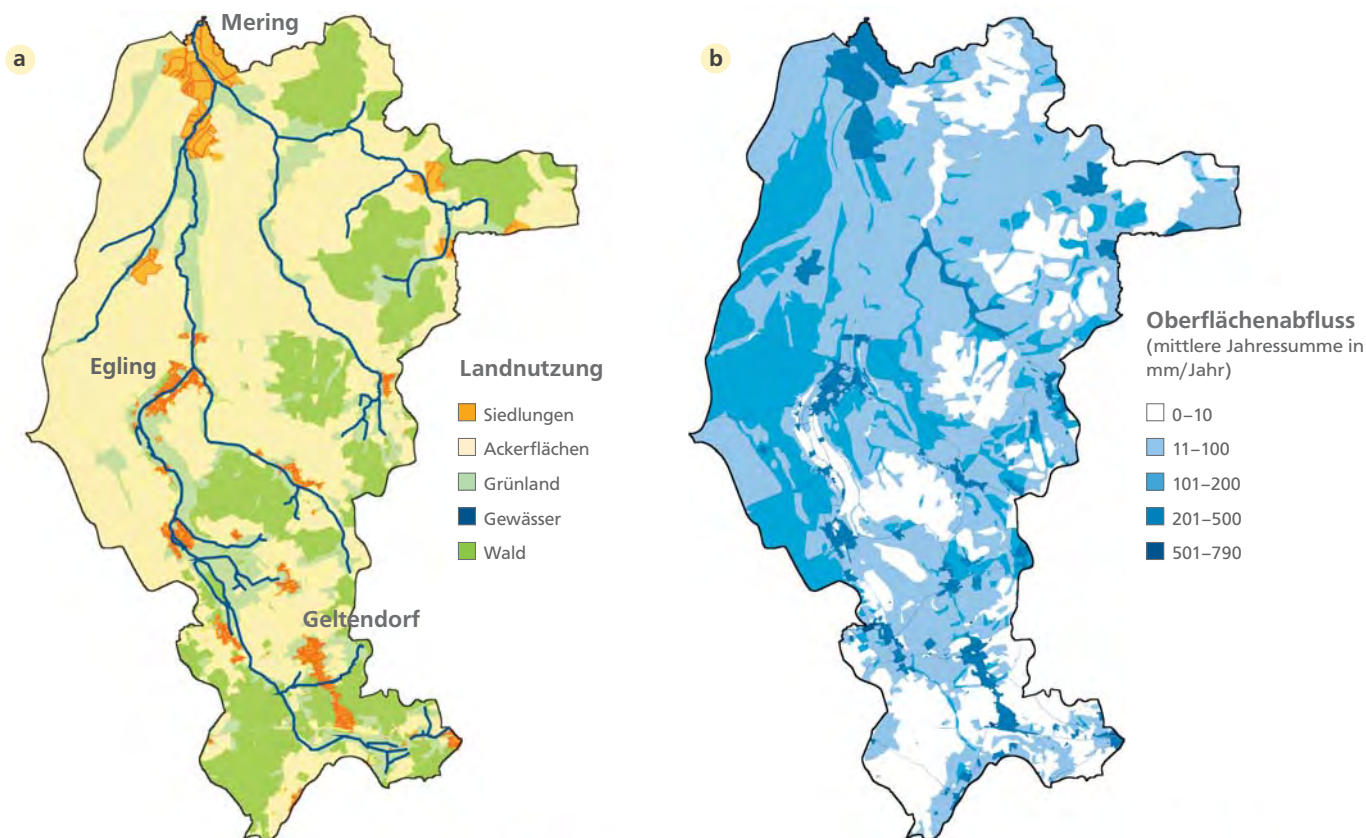 a
Mering
Egling
Geltendorf
Landnutzung
Siedlungen
Ackerflächen
Grünland
Gewässer
Wald
b
Oberflächenabfluss
(mittlere Jahressumme in
mm/Jahr)
0–10
11–100
101–200
201–500
501–790